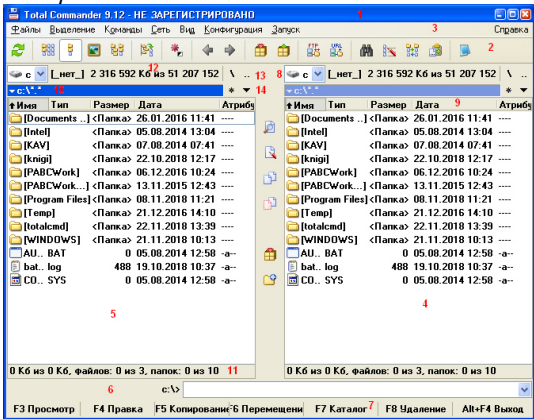 Total Commander 9.12 - НЕ ЗАРЕГИСТРИРОВАНО 1
Файлы Выделение Команды Сеть Вид Конфигурация Запуск 3 Справка
FTP URL 2
c [_нет_] 2 316 592 Кб из 51 207 152 \ .. 13 8 c [_нет_] 2 316 592 Кб из 51 207 152 \ ..
12
c:\*.* 10 * 14 c:\*.* *
Имя Тип Размер Дата Атрибу Имя Тип Размер Дата 9 Атрибу
[Documents ..] <Папка> 26.01.2016 11:41 ---- [Documents ..] <Папка> 26.01.2016 11:41 ----
[Intel] <Папка> 05.08.2014 13:04 ---- [Intel] <Папка> 05.08.2014 13:04 ----
[KAV] <Папка> 07.08.2014 07:41 ---- [KAV] <Папка> 07.08.2014 07:41 ----
[knigi] <Папка> 22.10.2018 12:17 ---- [knigi] <Папка> 22.10.2018 12:17 ----
[PABCWork] <Папка> 06.12.2016 10:24 ---- [PABCWork] <Папка> 06.12.2016 10:24 ----
[PABCWork...] <Папка> 13.11.2015 12:43 ---- [PABCWork...] <Папка> 13.11.2015 12:43 ----
[Program Files] <Папка> 08.11.2018 11:21 ---- [Program Files] <Папка> 08.11.2018 11:21 ----
[Temp] <Папка> 21.12.2016 14:10 ---- [Temp] <Папка> 21.12.2016 14:10 ----
[totalcmd] <Папка> 22.11.2018 13:39 ---- [totalcmd] <Папка> 22.11.2018 13:39 ----
[WINDOWS] <Папка> 21.11.2018 10:13 ---- [WINDOWS] <Папка> 21.11.2018 10:13 ----
AU.. BAT 0 05.08.2014 12:58 -a-- AU.. BAT 0 05.08.2014 12:58 -a--
bat.. log 488 19.10.2018 10:37 -a-- bat.. log 488 19.10.2018 10:37 -a--
CO.. SYS 0 05.08.2014 12:58 -a-- CO.. SYS 0 05.08.2014 12:58 -a--
5 4
0 Кб из 0 Кб, файлов: 0 из 3, папок: 0 из 10 11 0 Кб из 0 Кб, файлов: 0 из 3, папок: 0 из 10
6 c:\>
F3 Просмотр F4 Правка F5 Копирование F6 Перемещени F7 Каталог 7 F8 Удаление Alt+F4 Выход